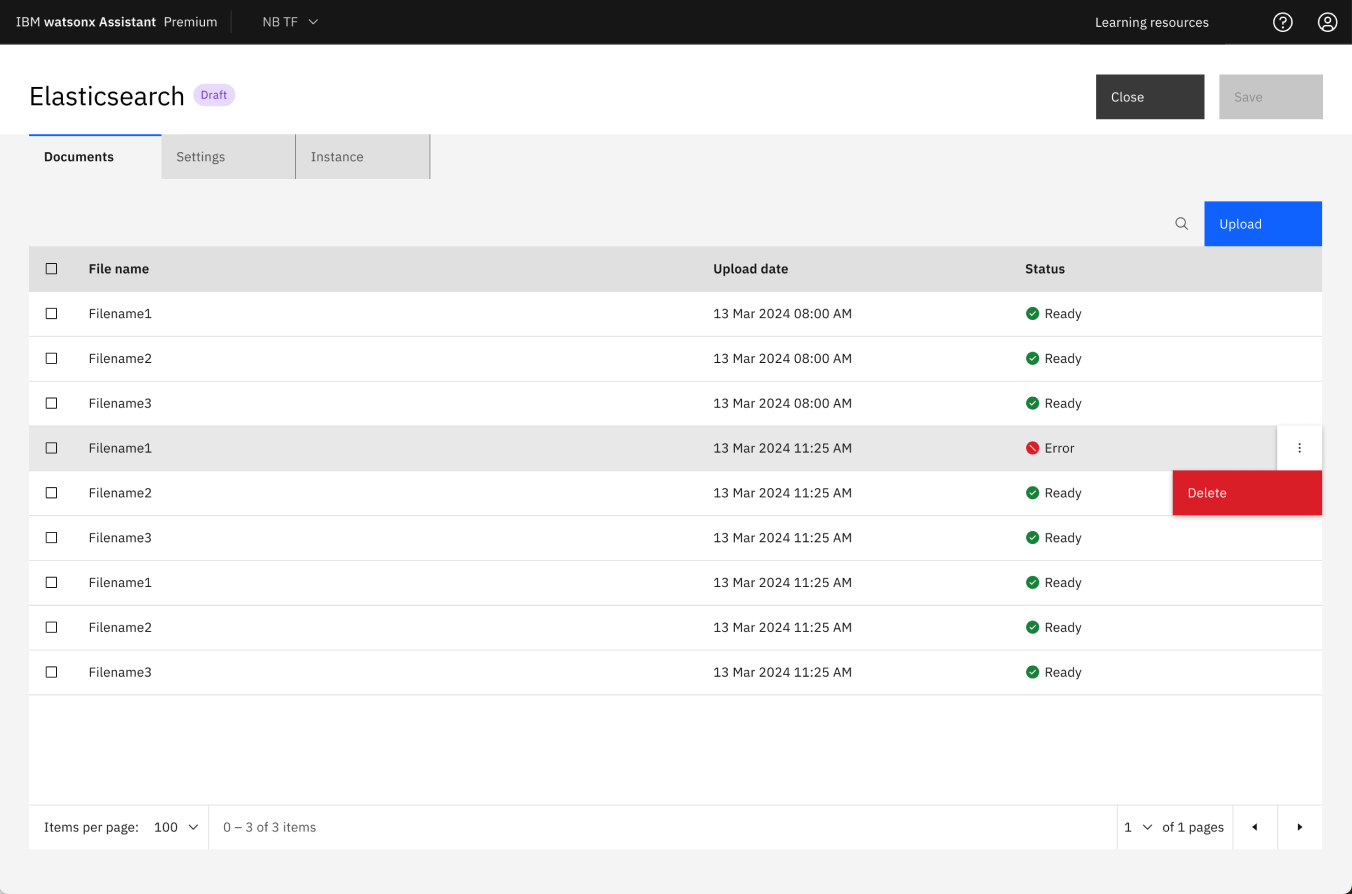 IBM watsonx Assistant Premium NB TF Learning resources
Elasticsearch Draft Close Save
Documents Settings Instance
Upload
File name Upload date Status
Filename1 13 Mar 2024 08:00 AM Ready
Filename2 13 Mar 2024 08:00 AM Ready
Filename3 13 Mar 2024 08:00 AM Ready
Filename1 13 Mar 2024 11:25 AM Error
Filename2 13 Mar 2024 11:25 AM Ready Delete
Filename3 13 Mar 2024 11:25 AM Ready
Filename1 13 Mar 2024 11:25 AM Ready
Filename2 13 Mar 2024 11:25 AM Ready
Filename3 13 Mar 2024 11:25 AM Ready
Items per page: 100 0 – 3 of 3 items 1 of 1 pages